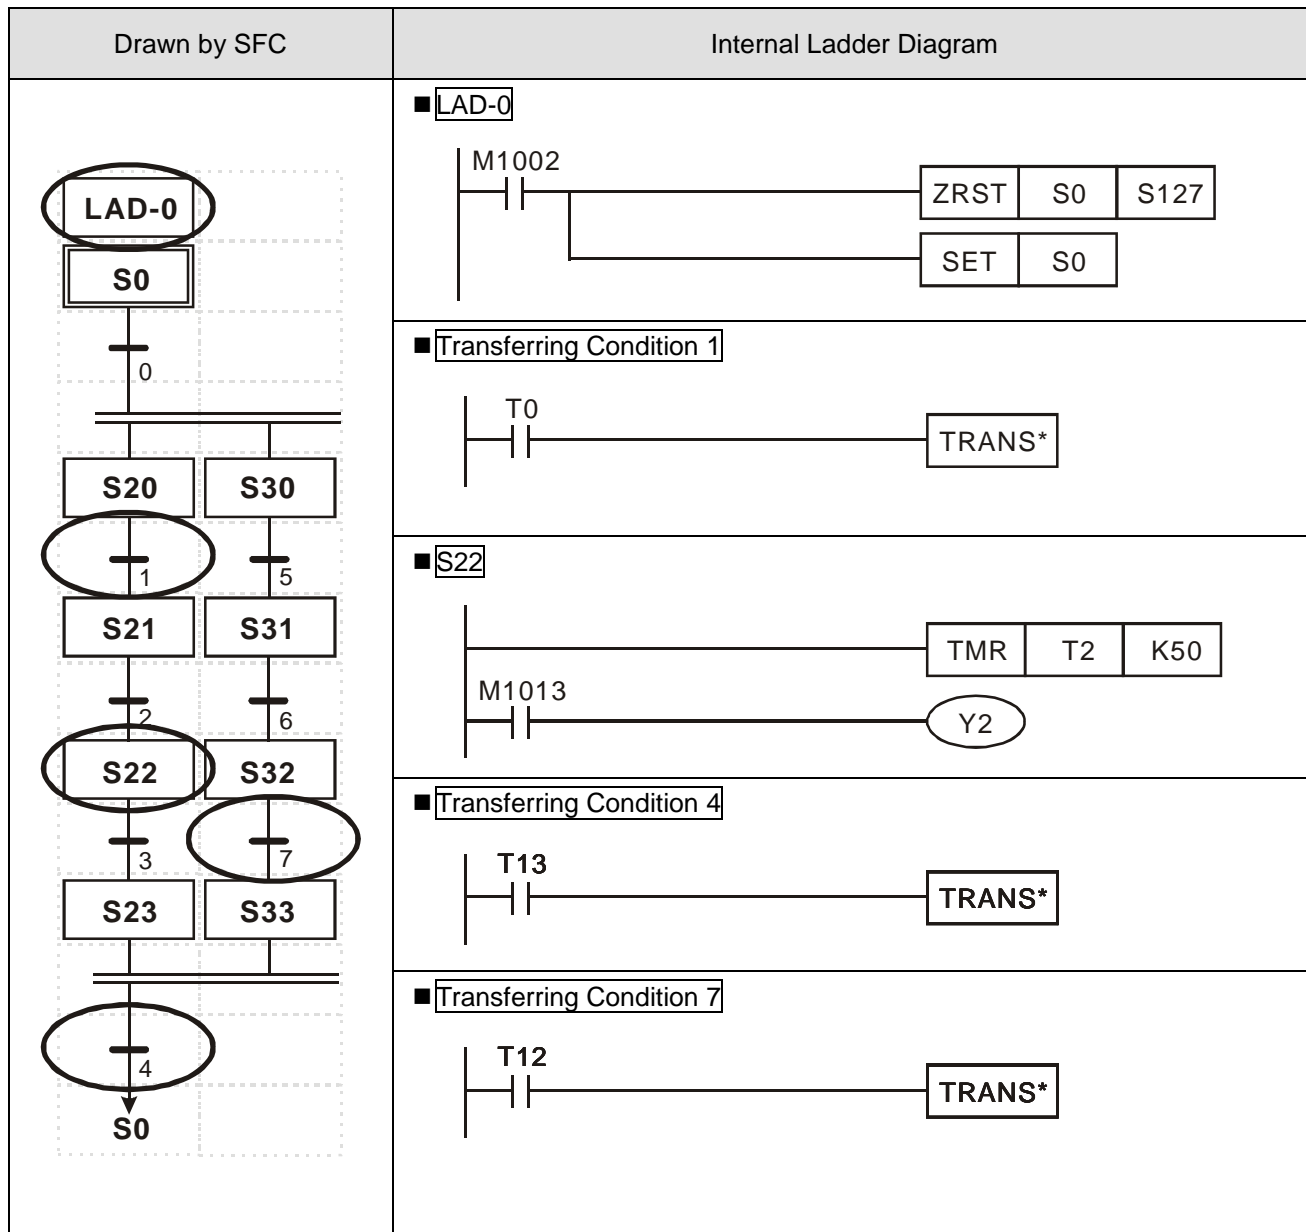 Drawn by SFC
Internal Ladder Diagram
LAD-0
S0
0
S20 S30
1 5
S21 S31
2 6
S22 S32
3 7
S23 S33
4
S0
■ LAD-0
M1002
ZRST S0 S127
SET S0
■ Transferring Condition 1
T0
TRANS*
■ S22
TMR T2 K50
M1013
Y2
■ Transferring Condition 4
T13
TRANS*
■ Transferring Condition 7
T12
TRANS*